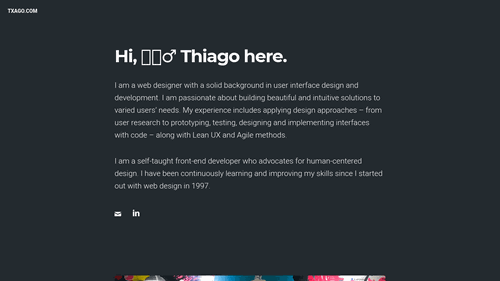 TXAGO.COM
Hi, 🏻‍♂ Thiago here.
I am a web designer with a solid background in user interface design and
development. I am passionate about building beautiful and intuitive solutions to
varied users' needs. My experience includes applying design approaches – from
user research to prototyping, testing, designing and implementing interfaces
with code – along with Lean UX and Agile methods.
I am a self-taught front-end developer who advocates for human-centered
design. I have been continuously learning and improving my skills since I started
out with web design in 1997.
in